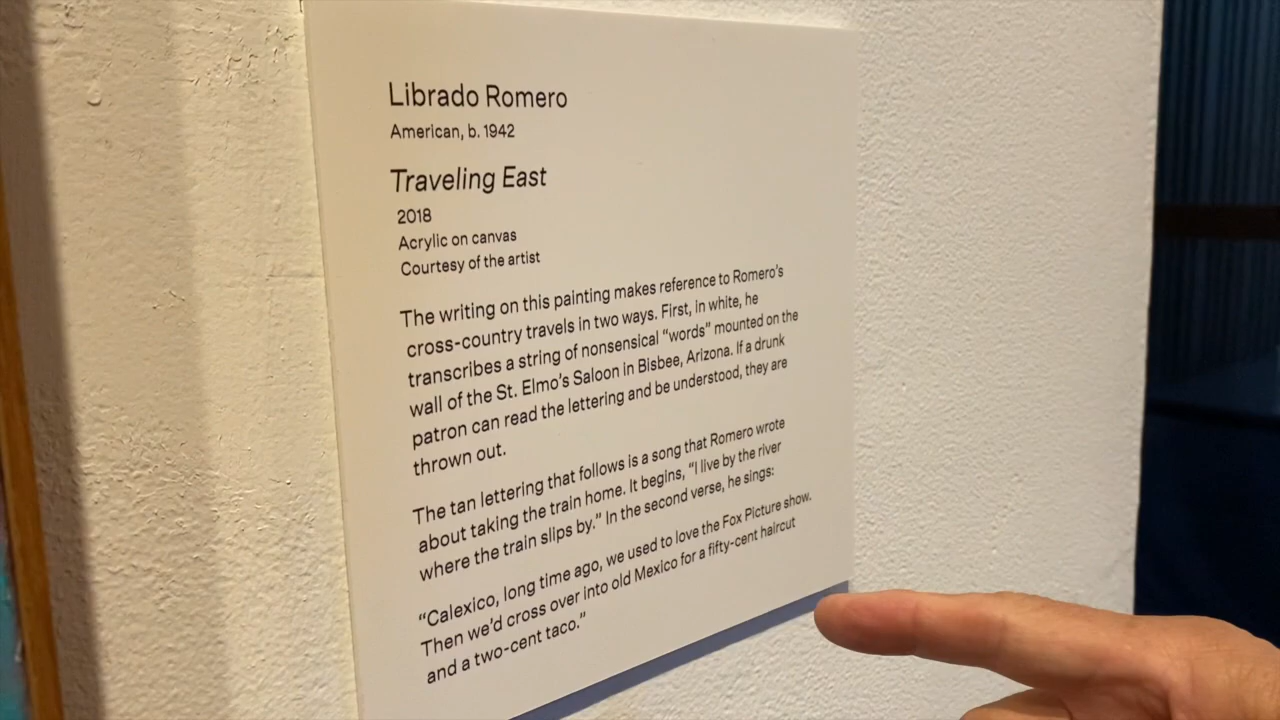 Librado Romero
American, b. 1942
Traveling East
2018
Acrylic on canvas
Courtesy of the artist
The writing on this painting makes reference to Romero’s
cross-country travels in two ways. First, in white, he
transcribes a string of nonsensical “words” mounted on the
wall of the St. Elmo’s Saloon in Bisbee, Arizona. If a drunk
patron can read the lettering and be understood, they are
thrown out.
The tan lettering that follows is a song that Romero wrote
about taking the train home. It begins, “I live by the river
where the train slips by.” In the second verse, he sings:
“Calexico, long time ago, we used to love the Fox Picture show.
Then we’d cross over into old Mexico for a fifty-cent haircut
and a two-cent taco.”